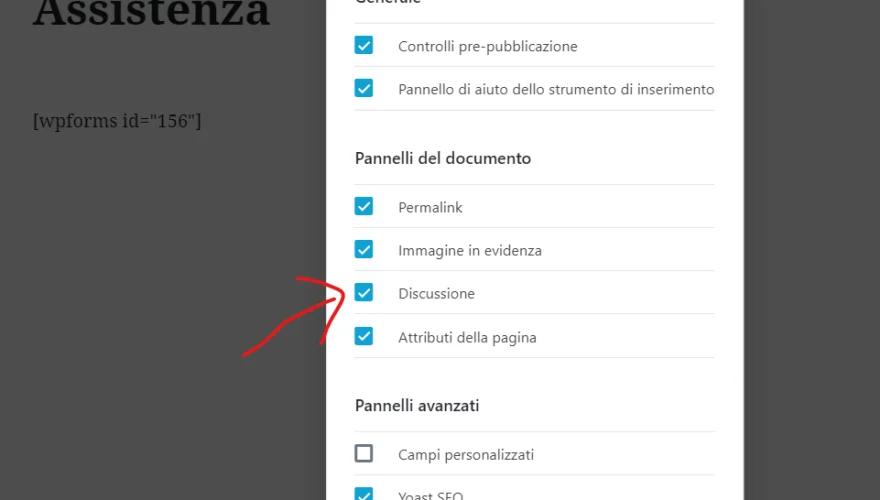 Assistenza
[wpforms id="156"]
Generale
Controlli pre-pubblicazione
Pannello di aiuto dello strumento di inserimento
Pannelli del documento
Permalink
Immagine in evidenza
Discussione
Attributi della pagina
Pannelli avanzati
Campi personalizzati
Yoast SEO